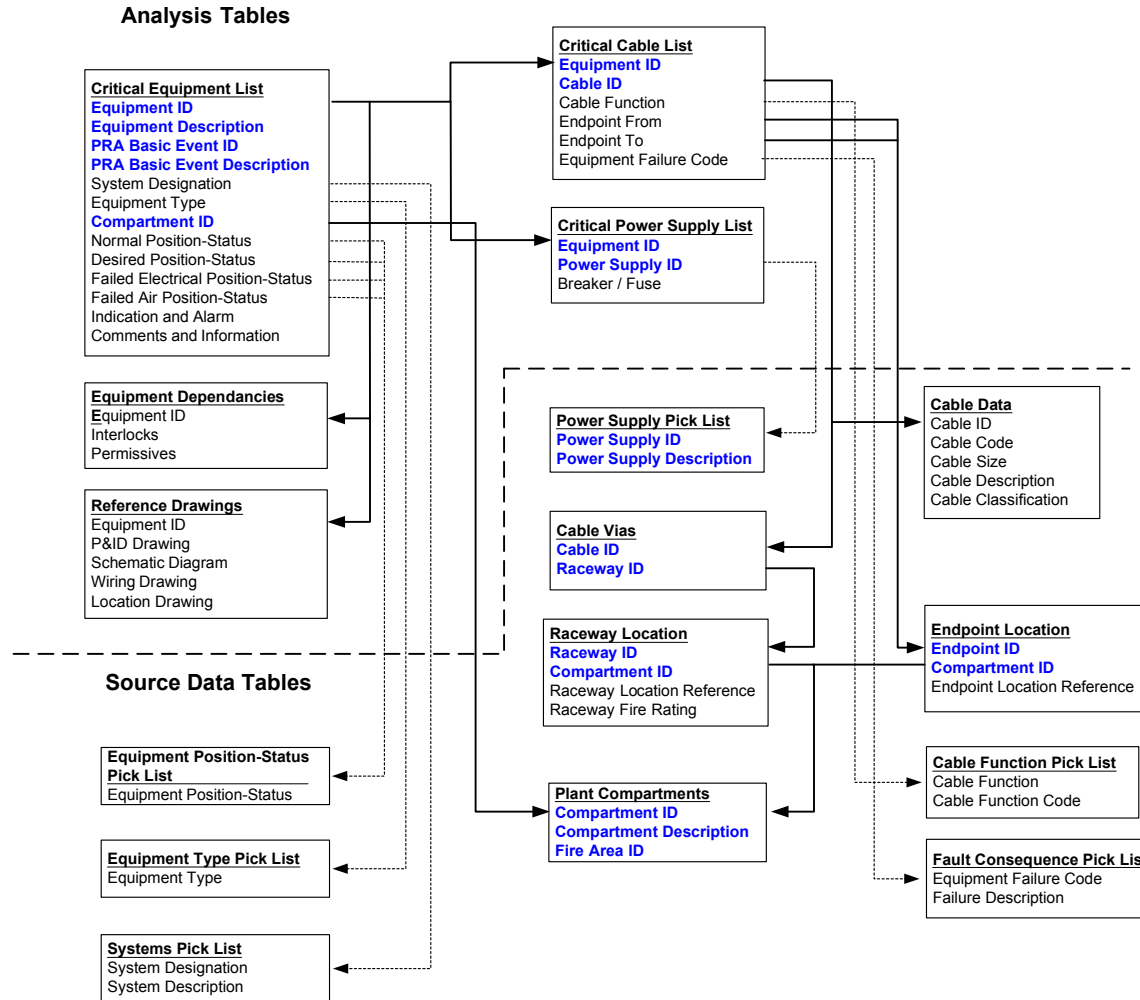 Analysis Tables
Critical Equipment List
Equipment ID
Equipment Description
PRA Basic Event ID
PRA Basic Event Description
System Designation
Equipment Type
Compartment ID
Normal Position-Status
Desired Position-Status
Failed Electrical Position-Status
Failed Air Position-Status
Indication and Alarm
Comments and Information
Equipment Dependancies
Equipment ID
Interlocks
Permissives
Reference Drawings
Equipment ID
P&ID Drawing
Schematic Diagram
Wiring Drawing
Location Drawing
Critical Cable List
Equipment ID
Cable ID
Cable Function
Endpoint From
Endpoint To
Equipment Failure Code
Critical Power Supply List
Equipment ID
Power Supply ID
Breaker / Fuse
Source Data Tables
Power Supply Pick List
Power Supply ID
Power Supply Description
Cable Data
Cable ID
Cable Code
Cable Size
Cable Description
Cable Classification
Cable Vias
Cable ID
Raceway ID
Raceway Location
Raceway ID
Compartment ID
Raceway Location Reference
Raceway Fire Rating
Endpoint Location
Endpoint ID
Compartment ID
Endpoint Location Reference
Equipment Position-Status
Pick List
Equipment Position-Status
Plant Compartments
Compartment ID
Compartment Description
Fire Area ID
Cable Function Pick List
Cable Function
Cable Function Code
Equipment Type Pick List
Equipment Type
Fault Consequence Pick Lis
Equipment Failure Code
Failure Description
Systems Pick List
System Designation
System Description